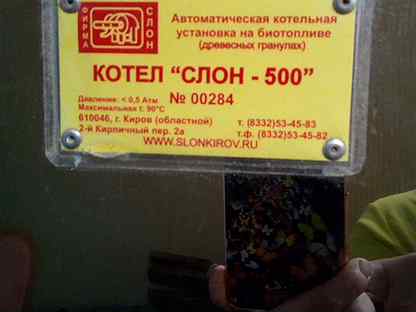 ФИРМА
СЛОН
Автоматическая котельная
установка на биотопливе
(древесных гранулах)
КОТЕЛ “СЛОН - 500”
Давление: < 0,5 Атм
№ 00284
Максимальная t. 90°С
610046, г. Киров (областной)
т. (8332)53-45-83
2-й Кирпичный пер. 2а
т.ф. (8332)53-45-82
WWW.SLONKIROV.RU